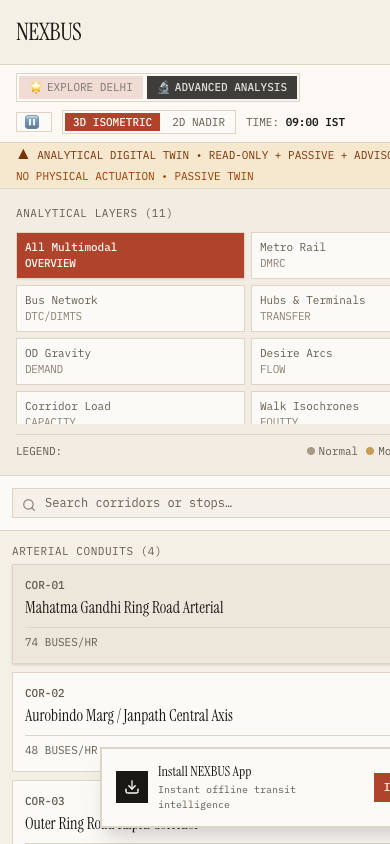 NEXBUS
🌟 EXPLORE DELHI
🔬 ADVANCED ANALYSIS
3D ISOMETRIC
2D NADIR
TIME: 09:00 IST
▲ ANALYTICAL DIGITAL TWIN • READ-ONLY + PASSIVE +
NO PHYSICAL ACTUATION • PASSIVE TWIN
ANALYTICAL LAYERS (11)
All Multimodal
OVERVIEW
Metro Rail
DMRC
Bus Network
DTC/DIMTS
Hubs & Terminals
TRANSFER
OD Gravity
DEMAND
Desire Arcs
FLOW
Corridor Load
CAPACITY
Walk Isochrones
EQUITY
LEGEND:
Normal
Search corridors or stops…
ARTERIAL CONDUITS (4)
COR-01
Mahatma Gandhi Ring Road Arterial
74 BUSES/HR
COR-02
Aurobindo Marg / Janpath Central Axis
48 BUSES/HR
Install NEXBUS App
Instant offline transit
intelligence
COR-03
Outer Ring